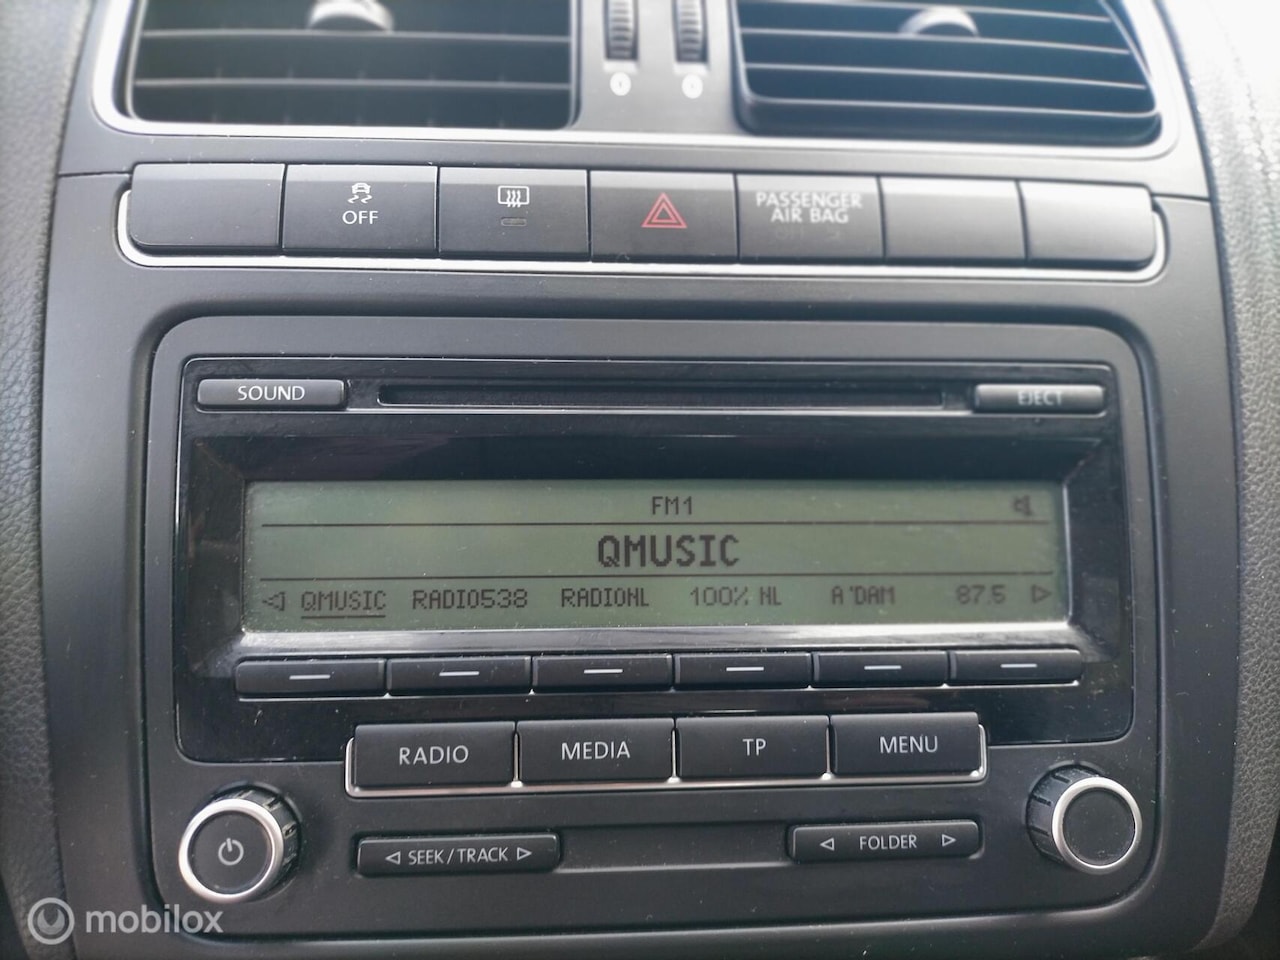 OFF
PASSENGER
AIR BAG
SOUND
EJECT
FM1
QMUSIC
QMUSIC RADIO538 RADIONL 100% NL A'DAM 87.5
RADIO MEDIA TP MENU
SEEK/TRACK
FOLDER
mobilox